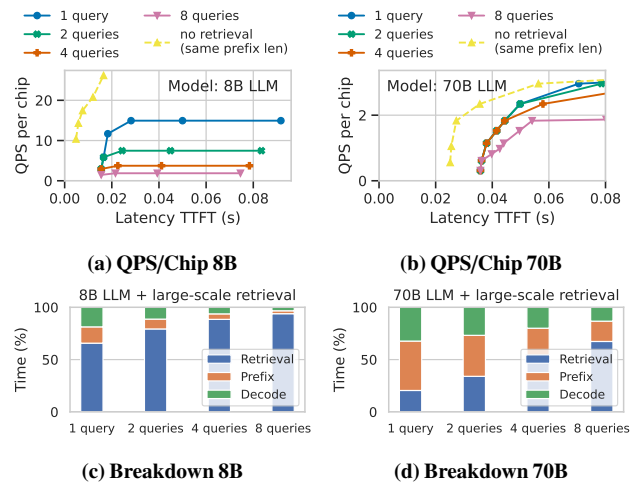 1 query
2 queries
4 queries
8 queries
no retrieval
(same prefix len)
1 query
2 queries
4 queries
8 queries
no retrieval
(same prefix len)
Model: 8B LLM
QPS per chip
20
10
0
0.00 0.02 0.04 0.06 0.08
Latency TTFT (s)
Model: 70B LLM
QPS per chip
2
0
0.00 0.02 0.04 0.06 0.08
Latency TTFT (s)
(a) QPS/Chip 8B
(b) QPS/Chip 70B
8B LLM + large-scale retrieval
Time (%)
100
50
0
Retrieval
Prefix
Decode
1 query 2 queries 4 queries 8 queries
70B LLM + large-scale retrieval
Time (%)
100
50
0
Retrieval
Prefix
Decode
1 query 2 queries 4 queries 8 queries
(c) Breakdown 8B
(d) Breakdown 70B